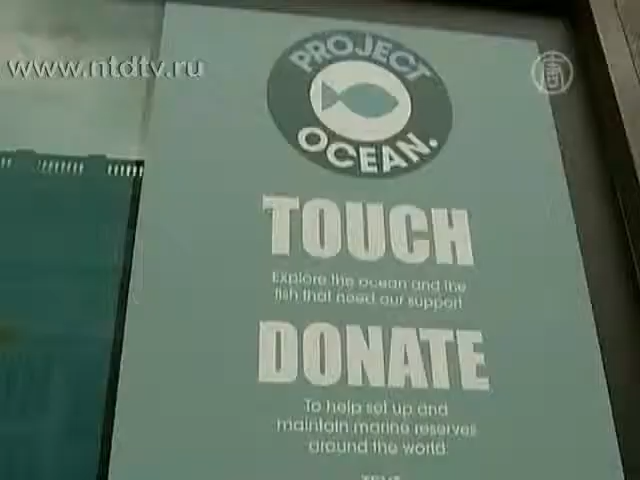 www.ntdtv.ru
PROJECT
OCEAN.
TOUCH
Explore the ocean and the
fish that need our support
DONATE
To help set up and
maintain marine reserves
around the world.
TEXT